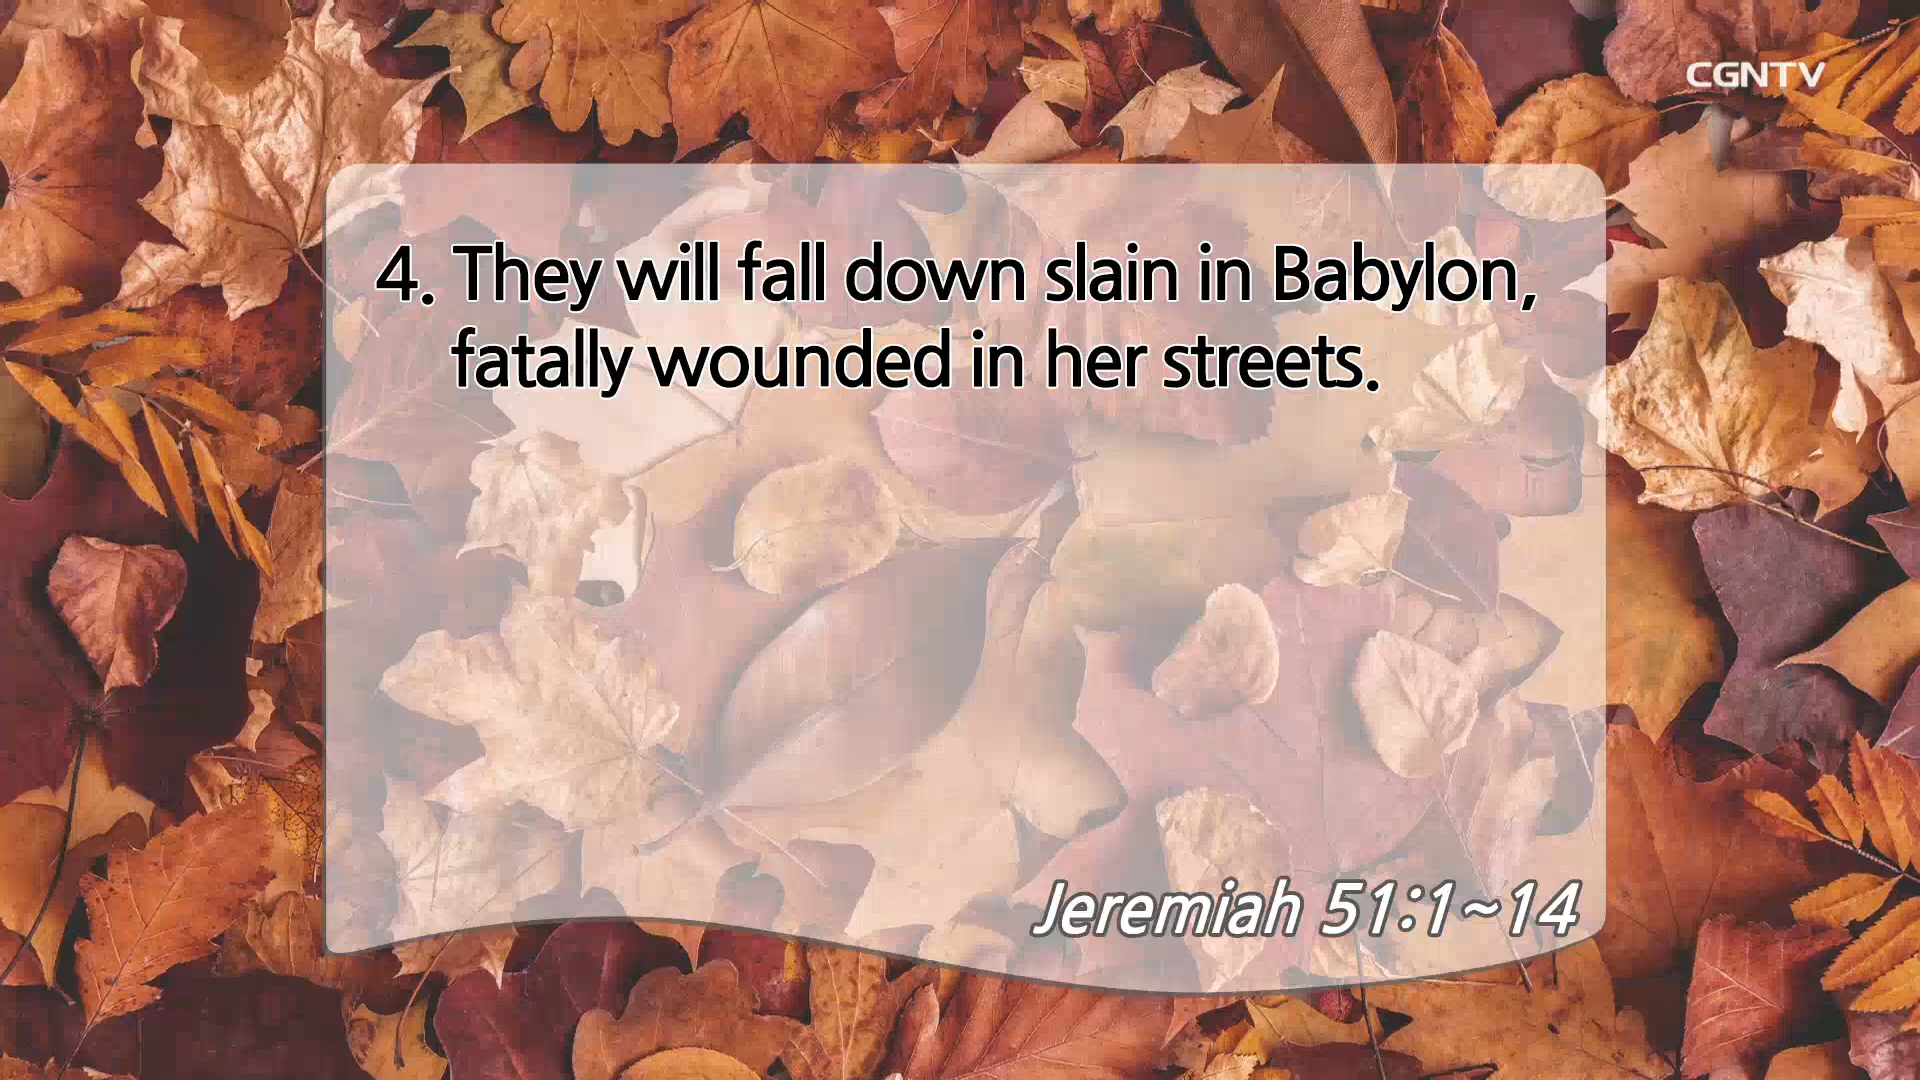 CGNTV
4. They will fall down slain in Babylon,
fatally wounded in her streets.
Jeremiah 51:1~14